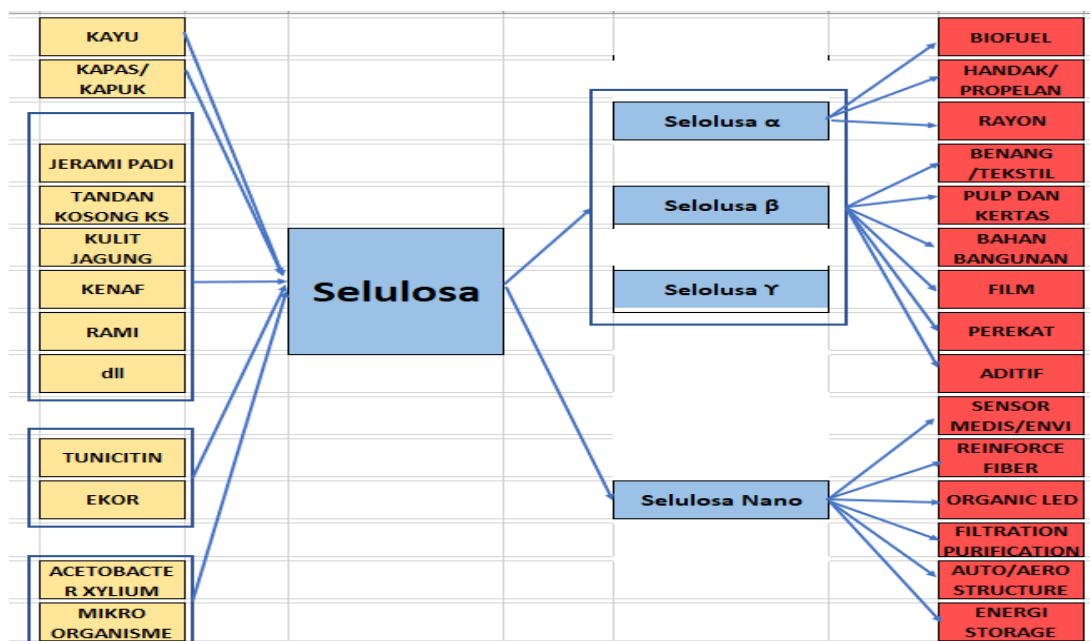 KAYU
KAPAS/
KAPUK
JERAMI PADI
TANDAN
KOSONG KS
KULIT
JAGUNG
KENAF
RAMI
dll
TUNICITIN
EKOR
ACETOBACTE
R XYLIUM
MIKRO
ORGANISME
Selulosa
Selolusa α
Selolusa β
Selolusa ϒ
Selulosa Nano
BIOFUEL
HANDAK/
PROPELAN
RAYON
BENANG
/TEKSTIL
PULP DAN
KERTAS
BAHAN
BANGUNAN
FILM
PEREKAT
ADITIF
SENSOR
MEDIS/ENVI
REINFORCE
FIBER
ORGANIC LED
FILTRATION
PURIFICATION
AUTO/AERO
STRUCTURE
ENERGI
STORAGE